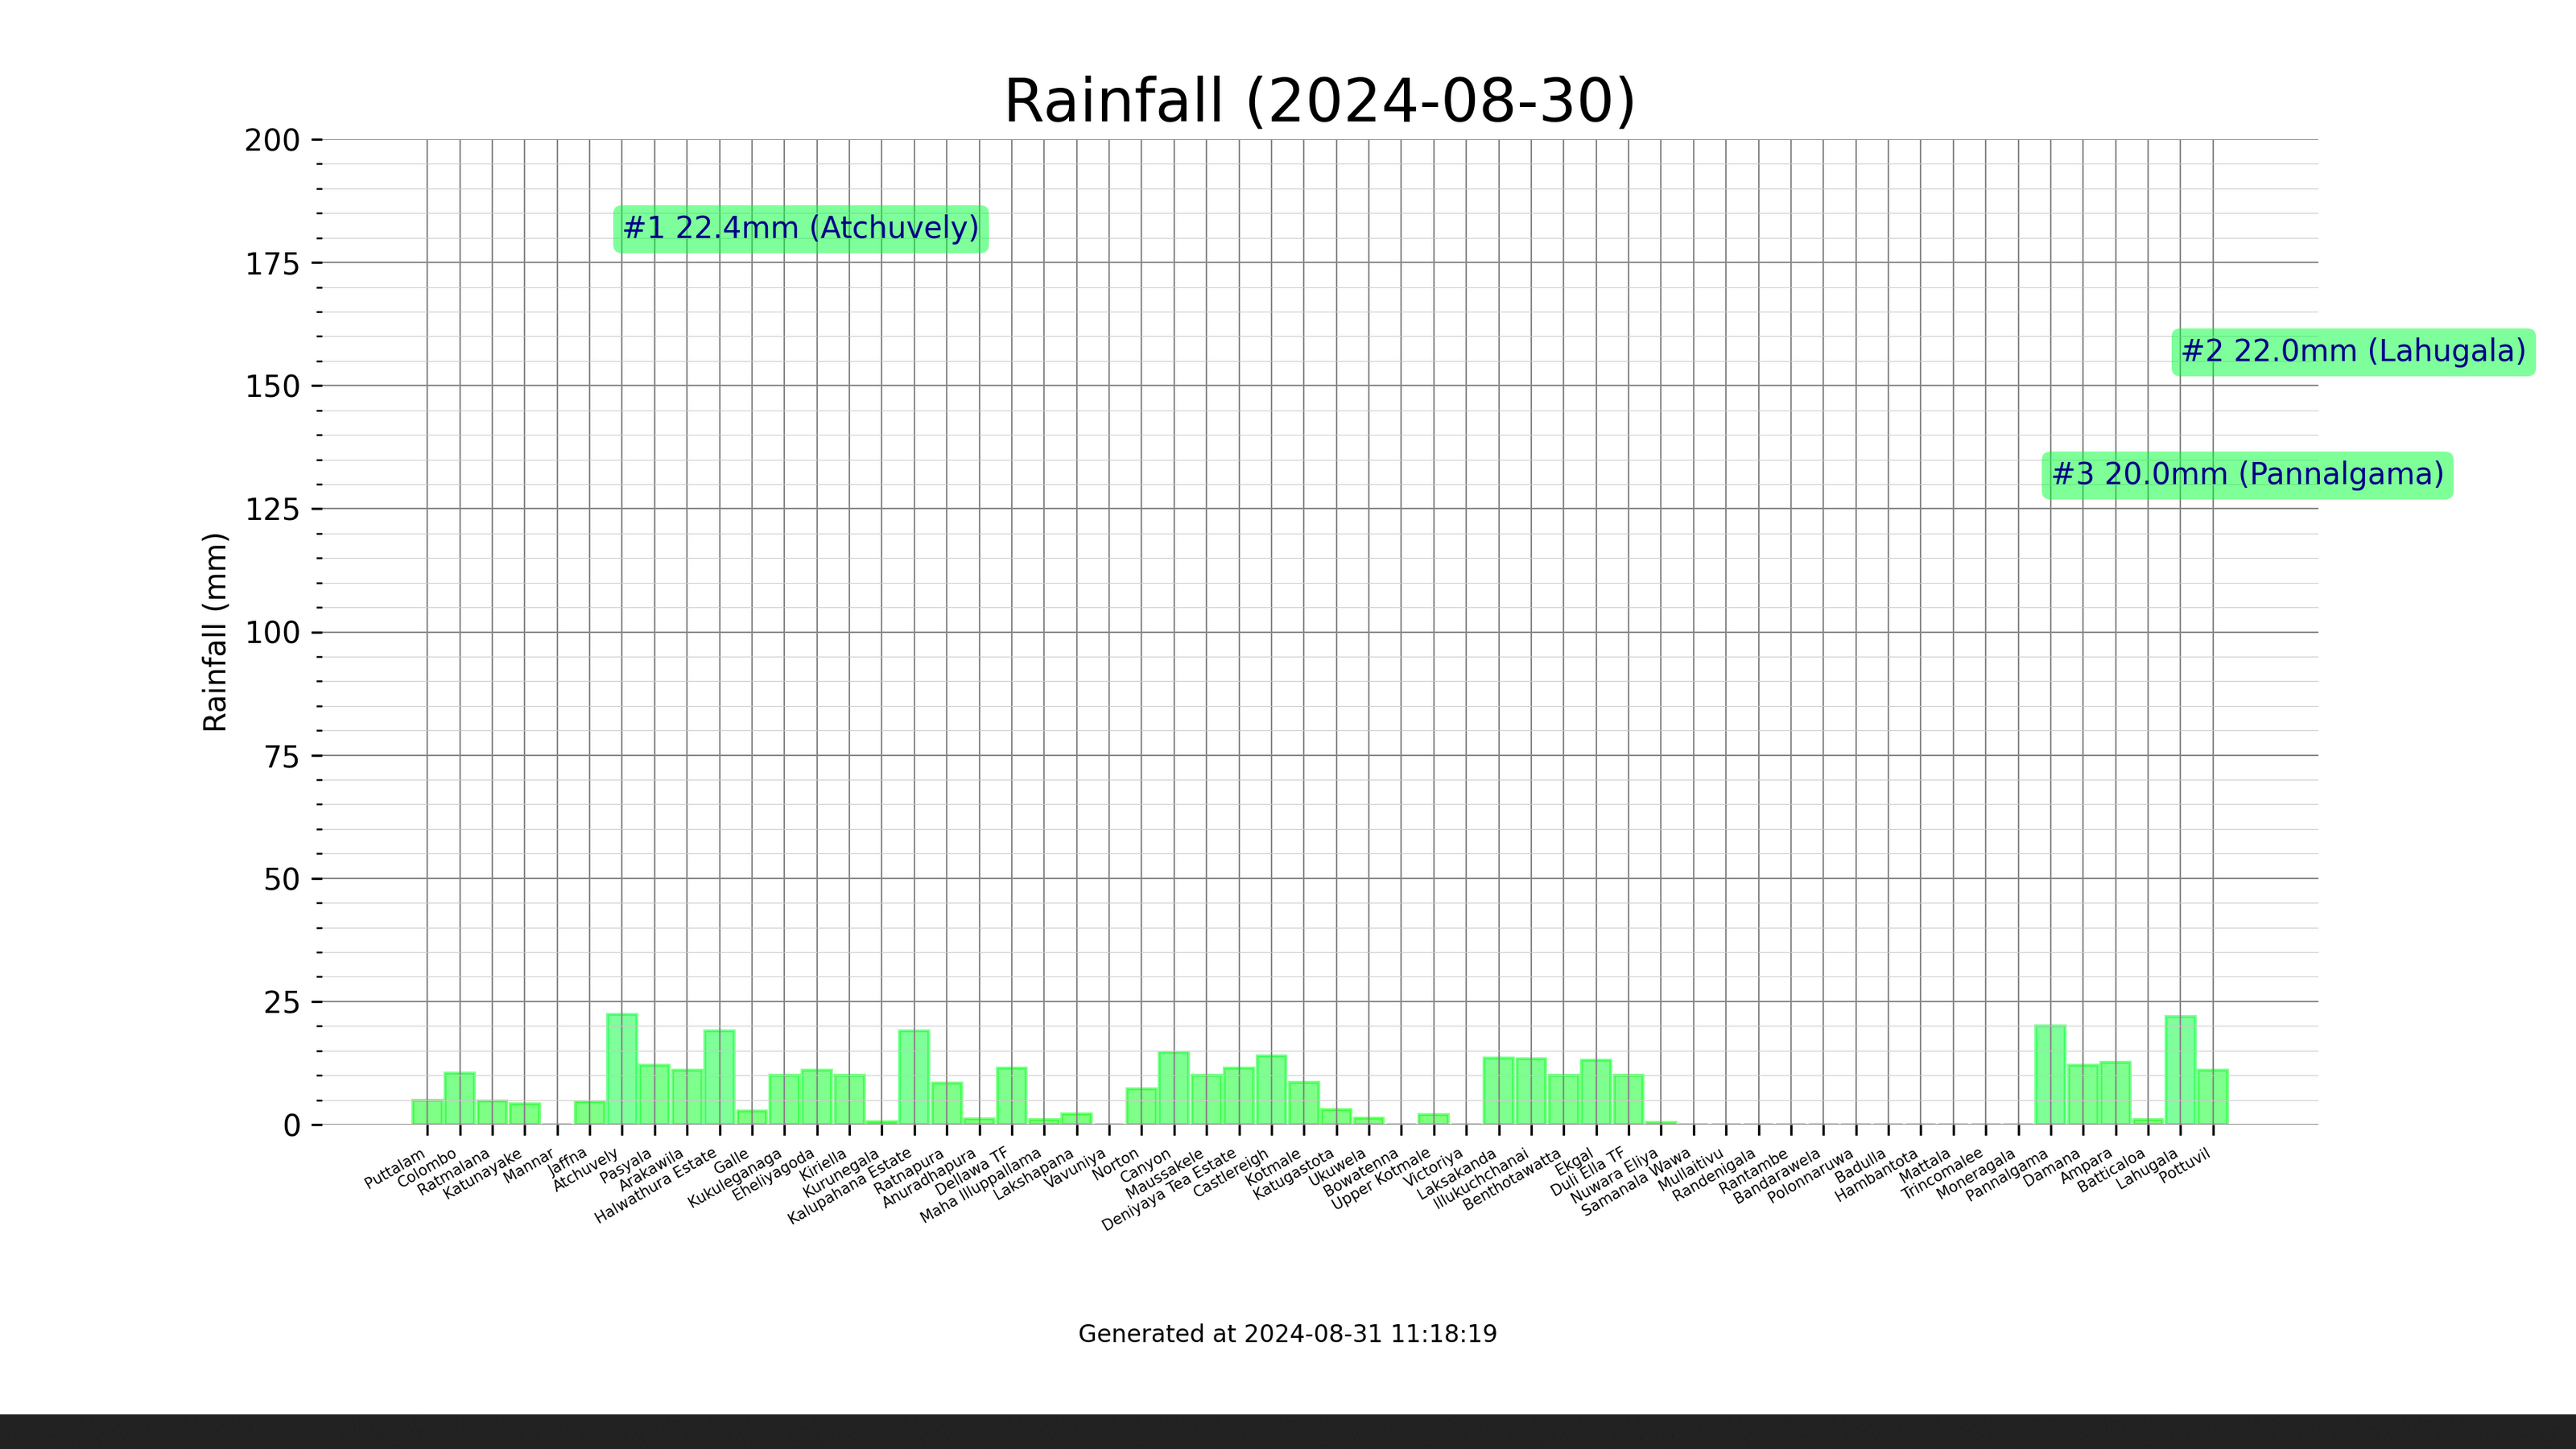 Rainfall (2024-08-30)
200
175
150
125
100
75
50
25
0
Rainfall (mm)
#1 22.4mm (Atchuvely)
#2 22.0mm (Lahugala)
#3 20.0mm (Pannalgama)
Puttalam
Colombo
Ratmalana
Katunayake
Mannar
Jaffna
Atchuvely
Pasyala
Arakawila
Halwathura Estate
Galle
Kukuleganaga
Eheliyagoda
Kiriella
Kurunegala
Kalupahana Estate
Ratnapura
Anuradhapura
Dellawa TF
Maha Illuppallama
Lakshapana
Vavuniya
Norton
Canyon
Maussakele
Deniyaya Tea Estate
Castlereigh
Kotmale
Katugastota
Ukuwela
Bowatenna
Upper Kotmale
Victoriya
Laksakanda
Illukuchchanai
Benthotawatta
Ekgal
Duli Ella TF
Nuwara Eliya
Samanala Wawa
Mullaitivu
Randenigala
Rantambe
Bandarawela
Polonnaruwa
Badulla
Hambantota
Mattala
Trincomalee
Moneragala
Pannalgama
Damana
Ampara
Batticaloa
Lahugala
Pottuvil
Generated at 2024-08-31 11:18:19